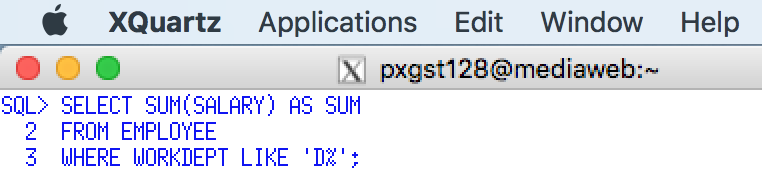 XQuartz Applications Edit Window Help
X pxgst128@mediaweb:~
SQL> SELECT SUM(SALARY) AS SUM
2 FROM EMPLOYEE
3 WHERE WORKDEPT LIKE 'D%';